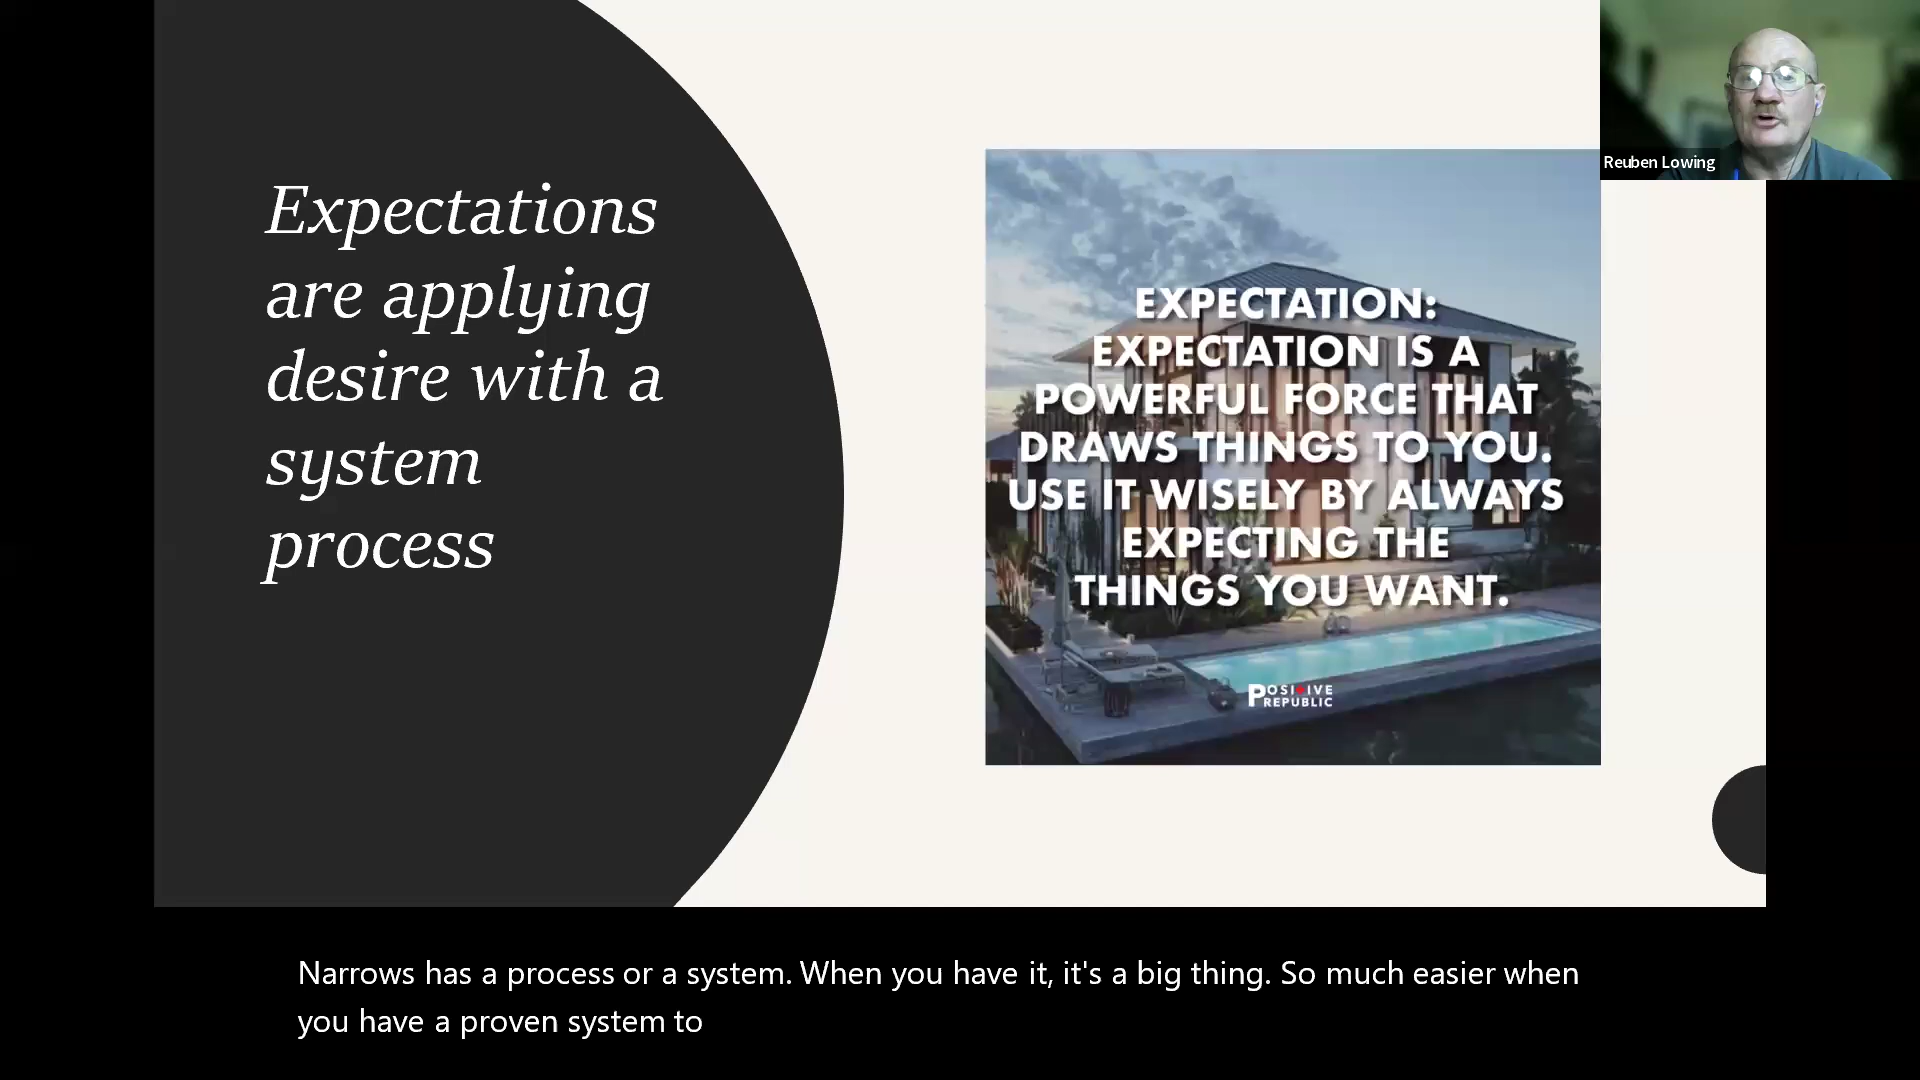 Expectations
are applying
desire with a
system
process
EXPECTATION:
EXPECTATION IS A
POWERFUL FORCE THAT
DRAWS THINGS TO YOU.
USE IT WISELY BY ALWAYS
EXPECTING THE
THINGS YOU WANT.
POSITIVE
REPUBLIC
Reuben Lowing
Narrows has a process or a system. When you have it, it's a big thing. So much easier when
you have a proven system to